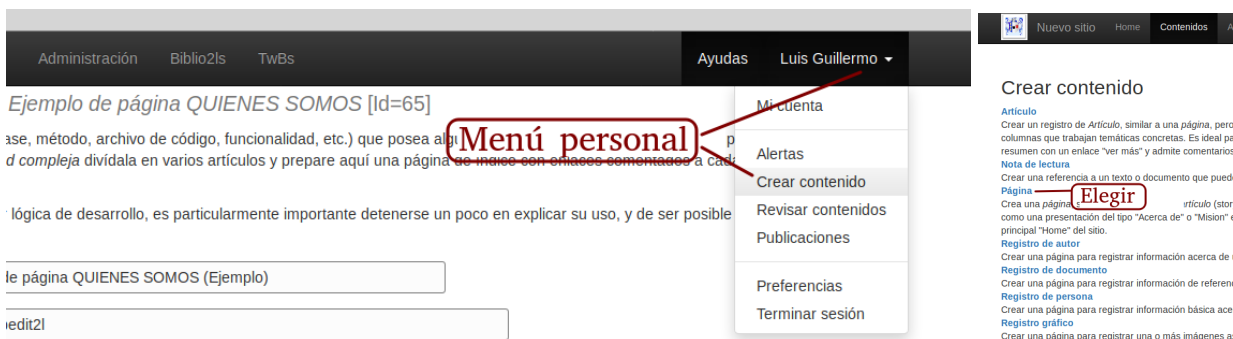 Administración Biblio2ls TwBs Ayudas Luis Guillermo
Ejemplo de página QUIENES SOMOS [Id=65]
ase, método, archivo de código, funcionalidad, etc.) que posea
d compleja divídala en varios artículos y prepare aquí una página de índice con enlaces comentados a cada
lógica de desarrollo, es particularmente importante detenerse un poco en explicar su uso, y de ser posible
de página QUIENES SOMOS (Ejemplo)
edit2l
Menú personal
Mi cuenta
Alertas
Crear contenido
Revisar contenidos
Publicaciones
Preferencias
Terminar sesión
Nuevo sitio Home Contenidos
Crear contenido
Artículo
Crear un registro de Artículo, similar a una página, pero
columnas que trabajan temáticas concretas. Es ideal pa
resumen con un enlace "ver más" y admite comentarios
Nota de lectura
Crear una referencia a un texto o documento que pued
Página
Elegir
Crea una página artículo (stor
como una presentación del tipo "Acerca de" o "Mision" e
principal "Home" del sitio.
Registro de autor
Crear una página para registrar información acerca de
Registro de documento
Crear una página para registrar información de referen
Registro de persona
Crear una página para registrar información básica ace
Registro gráfico
Crear una página para registrar una o más imágenes a